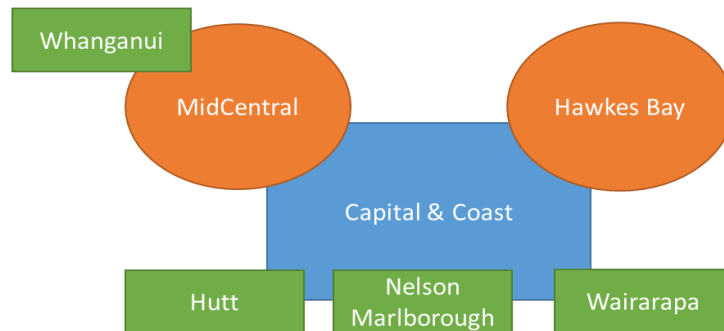 Whanganui
MidCentral
Hawkes Bay
Capital & Coast
Hutt
Nelson
Marlborough
Wairarapa